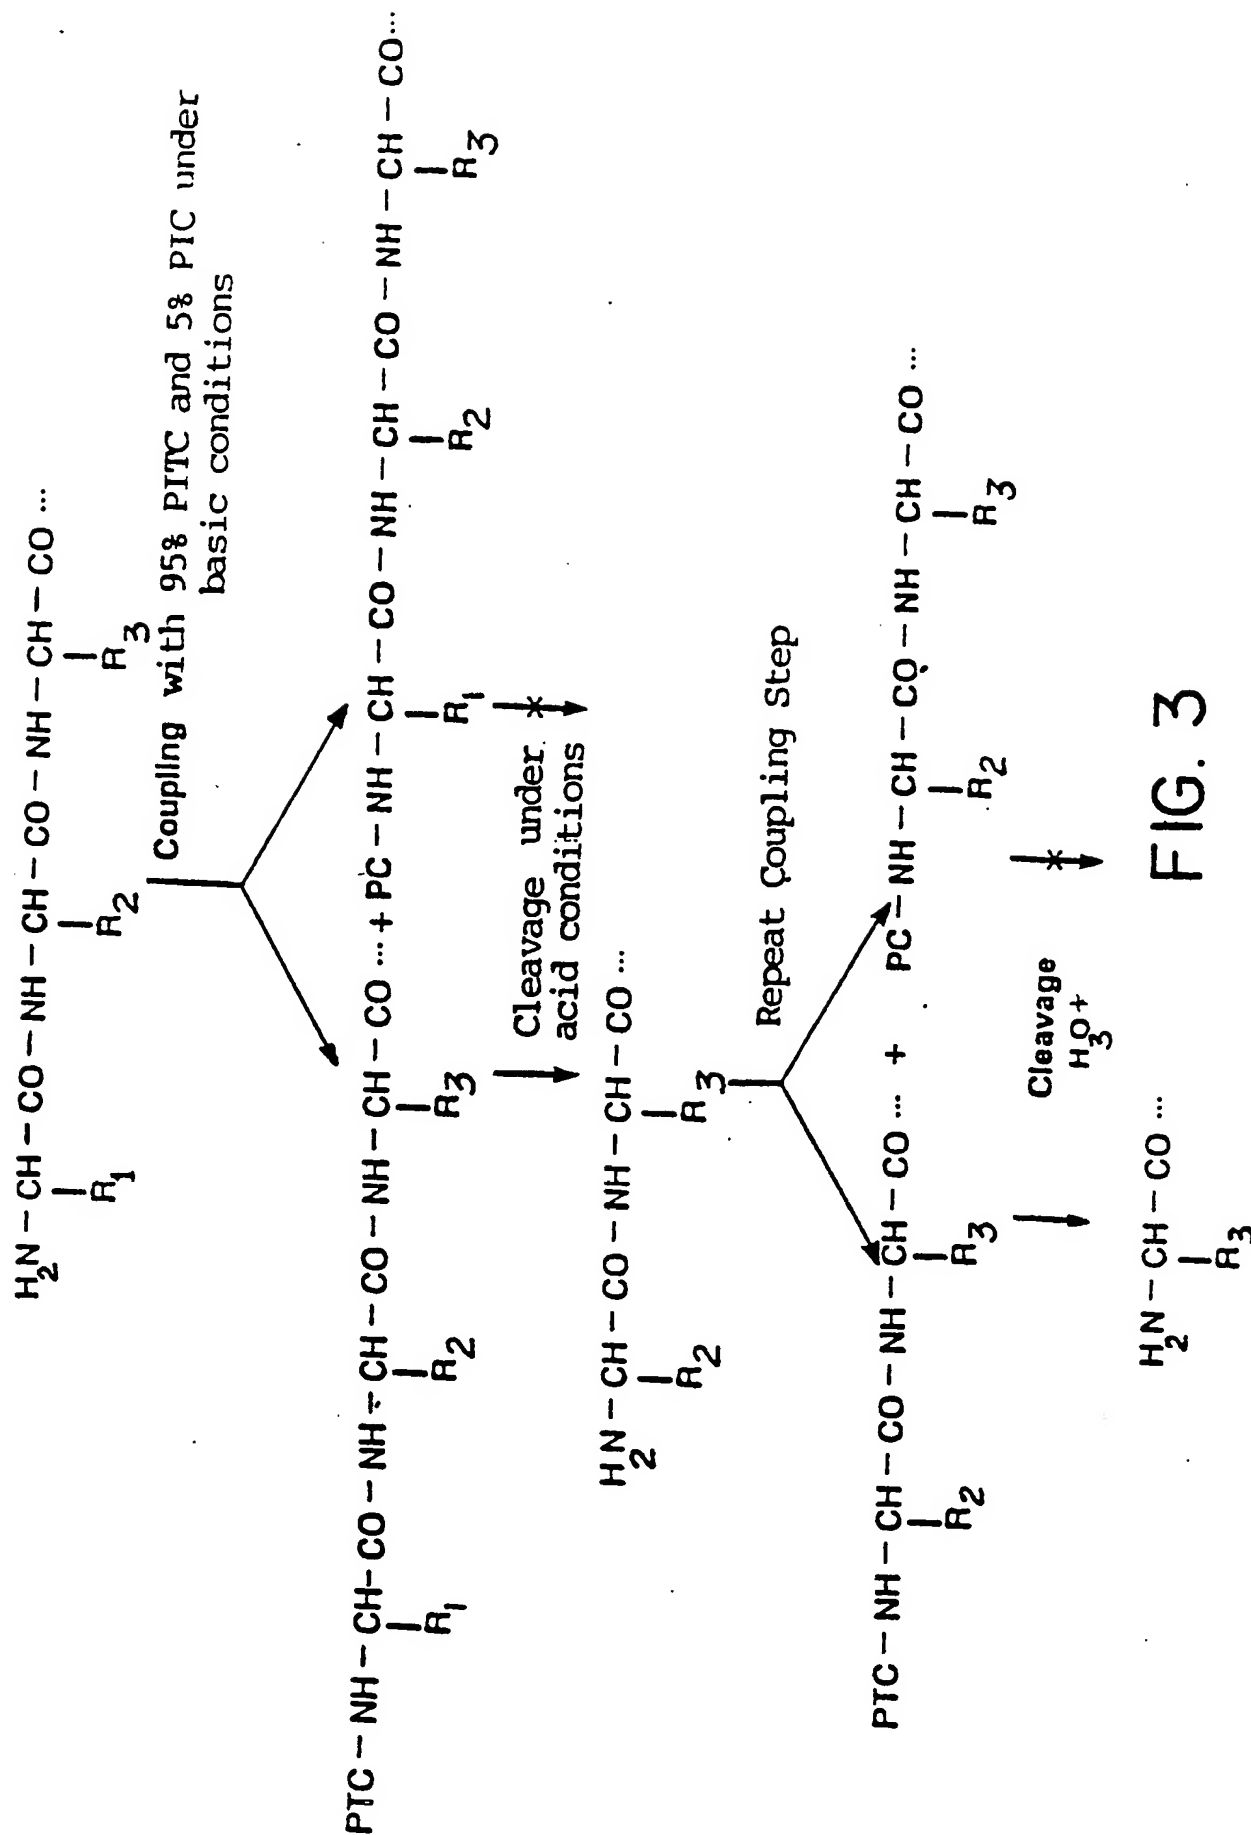 H2N-CH-CO-NH-CH-CO-NH-CH-CO...
R1 R2 R3
Coupling with 95% PITC and 5% PIC under
basic conditions
PTC-NH-CH-CO-NH-CH-CO-NH-CH-CO...+PC-NH-CH-CO-NH-CH-CO-NH-CH-CO...
R1 R2 R3 R1 R2 R3
Cleavage under
acid conditions
H2N-CH-CO-NH-CH-CO...
R2 R3
Repeat Coupling Step
PTC-NH-CH-CO-NH-CH-CO... + PC-NH-CH-CO-NH-CH-CO...
R2 R3 R2 R3
Cleavage
H3O+
H2N-CH-CO...
R3
FIG. 3